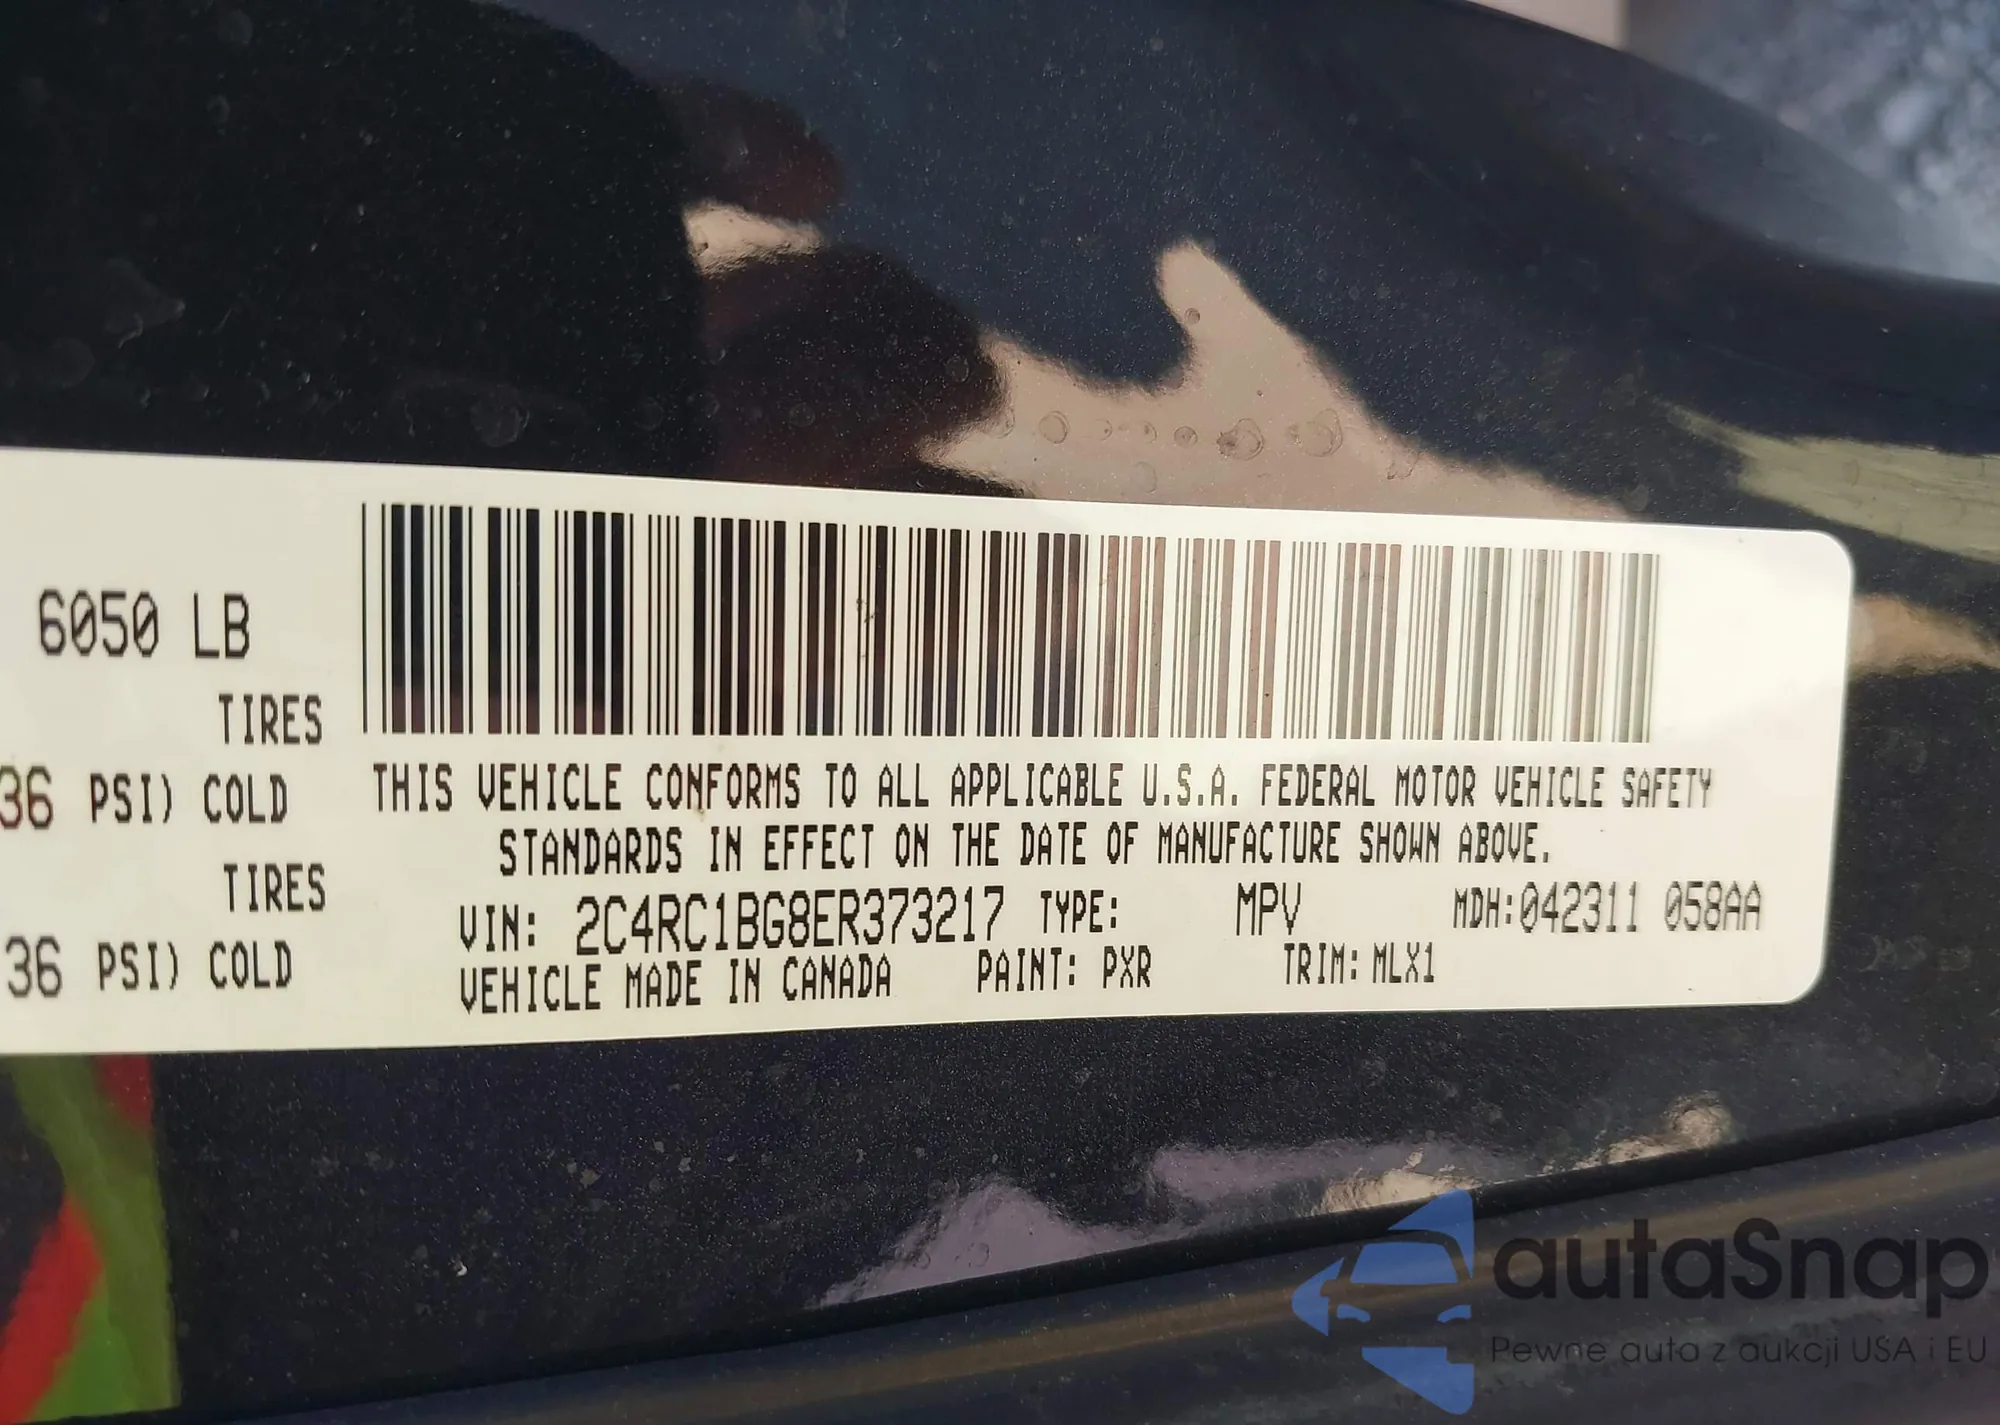 6050 LB
TIRES
36 PSI) COLD
TIRES
36 PSI) COLD
THIS VEHICLE CONFORMS TO ALL APPLICABLE U.S.A. FEDERAL MOTOR VEHICLE SAFETY
STANDARDS IN EFFECT ON THE DATE OF MANUFACTURE SHOWN ABOVE.
VIN: 2C4RC1BG8ER373217 TYPE: MPV MDH:042311 058AA
VEHICLE MADE IN CANADA PAINT: PXR TRIM: MLX1
autaSnap
Pewne auta z aukcji USA i EU